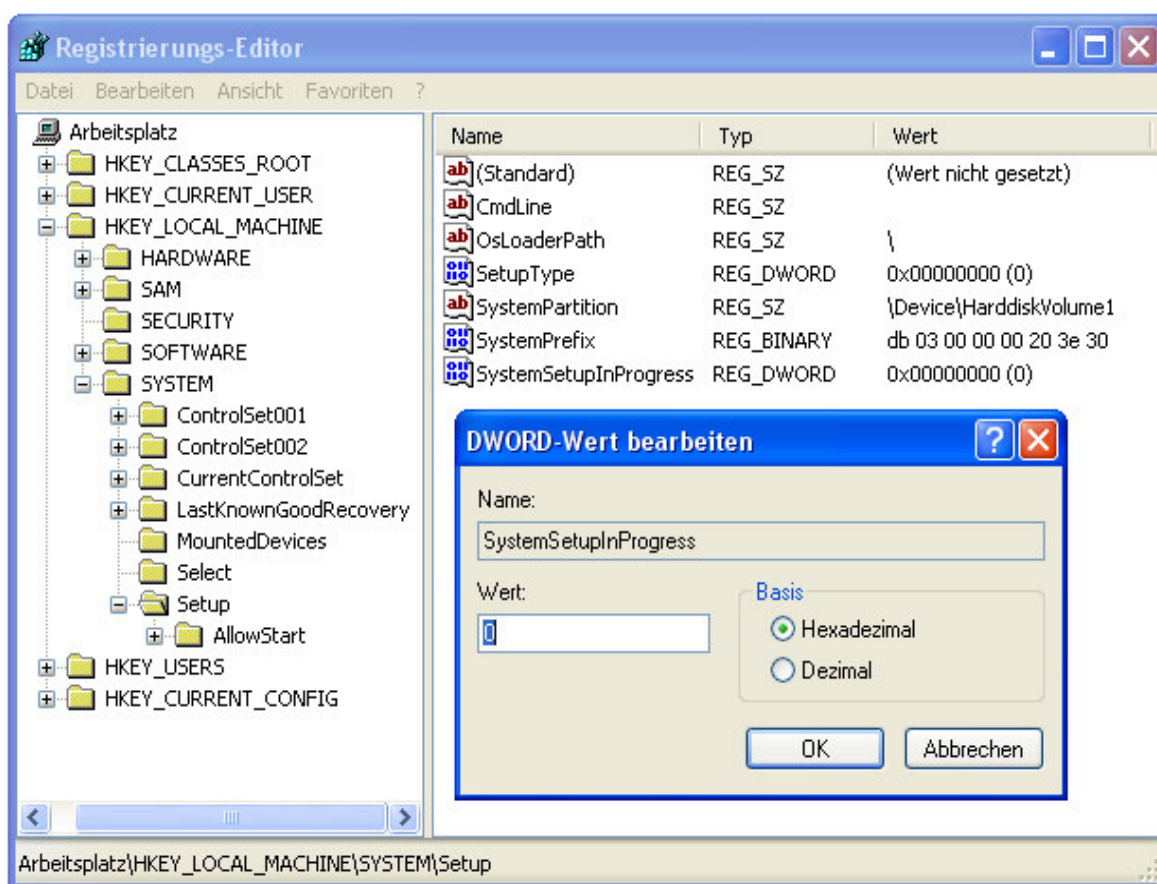 Registrierungs-Editor
Datei Bearbeiten Ansicht Favoriten ?
Arbeitsplatz
HKEY_CLASSES_ROOT
HKEY_CURRENT_USER
HKEY_LOCAL_MACHINE
HARDWARE
SAM
SECURITY
SOFTWARE
SYSTEM
ControlSet001
ControlSet002
CurrentControlSet
LastKnownGoodRecovery
MountedDevices
Select
Setup
AllowStart
HKEY_USERS
HKEY_CURRENT_CONFIG
Name Typ Wert
(Standard) REG_SZ (Wert nicht gesetzt)
CmdLine REG_SZ
OsLoaderPath REG_SZ \
SetupType REG_DWORD 0x00000000 (0)
SystemPartition REG_SZ \Device\HarddiskVolume1
SystemPrefix REG_BINARY db 03 00 00 00 20 3e 30
SystemSetupInProgress REG_DWORD 0x00000000 (0)
DWORD-Wert bearbeiten
Name:
SystemSetupInProgress
Wert:
0
Basis
Hexadezimal
Dezimal
OK Abbrechen
Arbeitsplatz\HKEY_LOCAL_MACHINE\SYSTEM\Setup